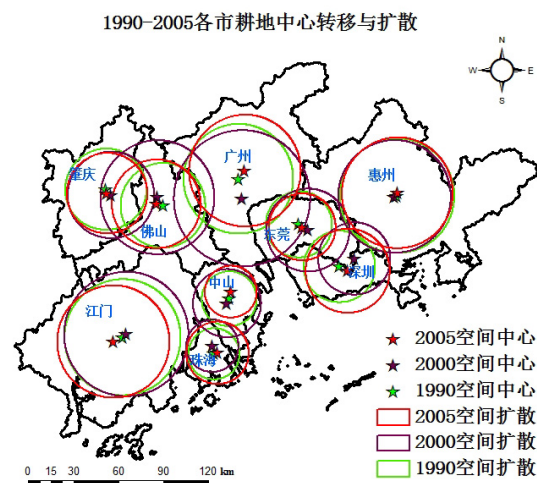 1990-2005各市耕地中心转移与扩散
N
W E
S
广州
肇庆
惠州
佛山
东莞
深圳
中山
江门
珠海
2005空间中心
2000空间中心
1990空间中心
2005空间扩散
2000空间扩散
1990空间扩散
0 15 30 60 90 120 km